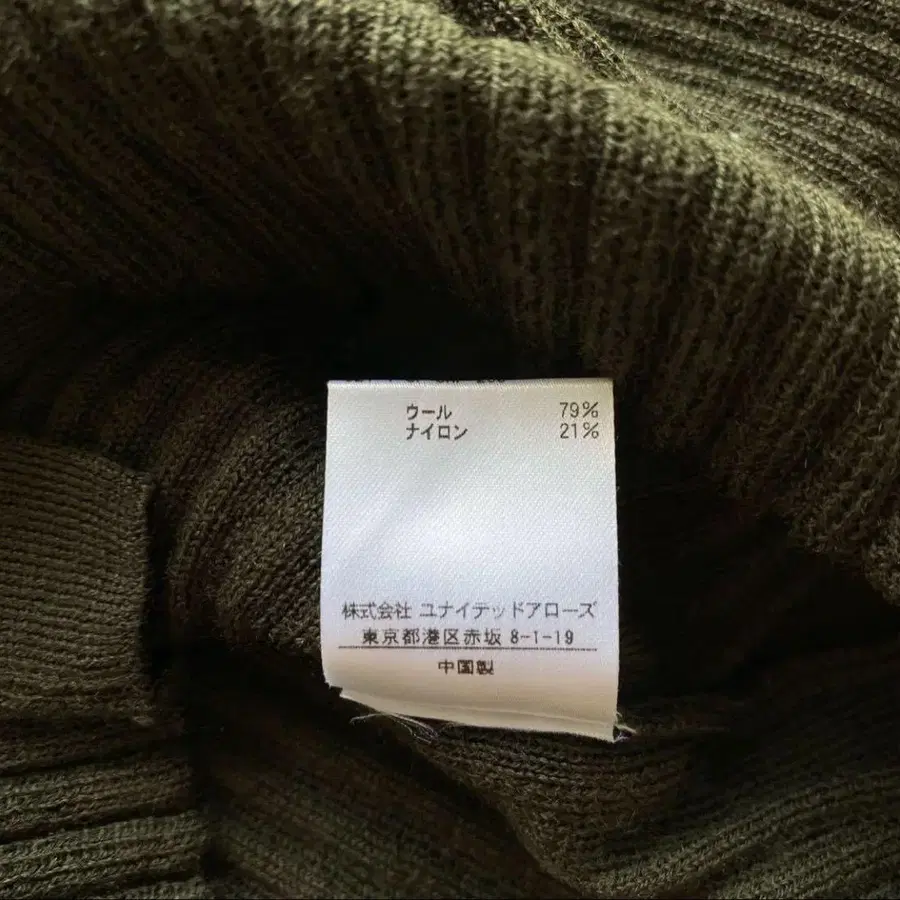 ウール 79%
ナイロン 21%
株式会社 ユナイテッドアローズ
東京都港区赤坂 8-1-19
中国製